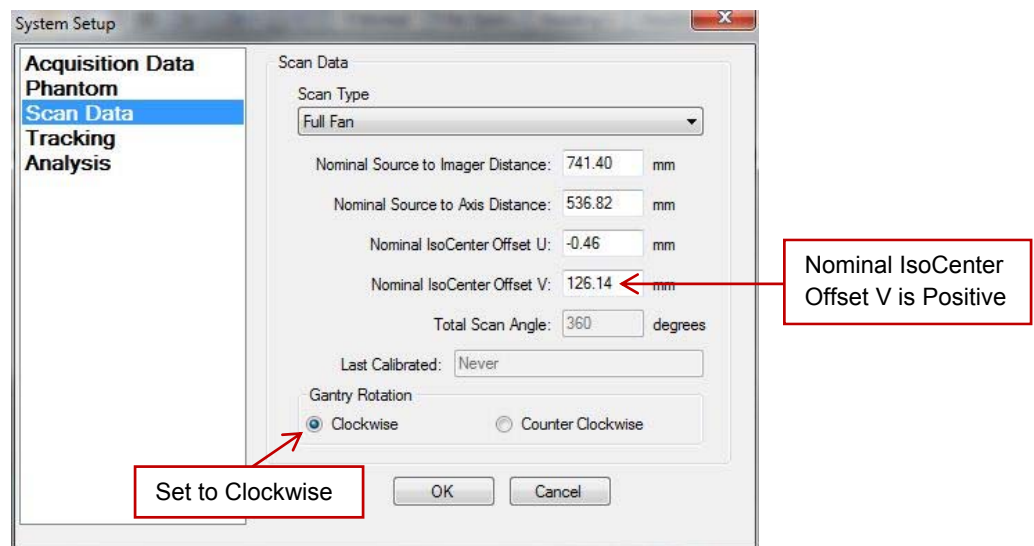 System Setup
Acquisition Data
Phantom
Scan Data
Tracking
Analysis
Scan Data
Scan Type
Full Fan
Nominal Source to Imager Distance: 741.40 mm
Nominal Source to Axis Distance: 536.82 mm
Nominal IsoCenter Offset U: -0.46 mm
Nominal IsoCenter Offset V: 126.14 mm
Total Scan Angle: 360 degrees
Last Calibrated: Never
Gantry Rotation
Clockwise Counter Clockwise
OK Cancel
Nominal IsoCenter
Offset V is Positive
Set to Clockwise